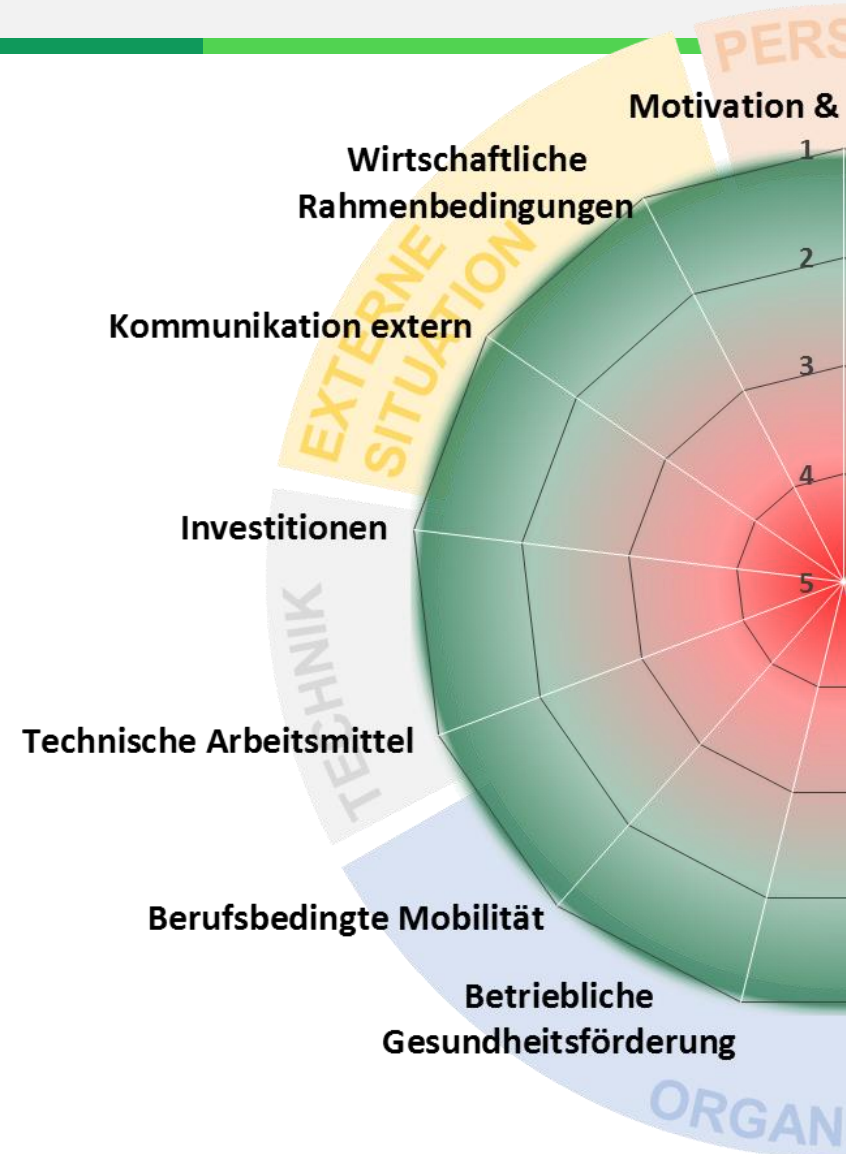 PERS
Motivation &
1
Wirtschaftliche
Rahmenbedingungen
2
EXTERNE
SITUATION
Kommunikation extern
3
4
Investitionen
5
TECHNIK
Technische Arbeitsmittel
Berufsbedingte Mobilität
Betriebliche
Gesundheitsförderung
ORGAN